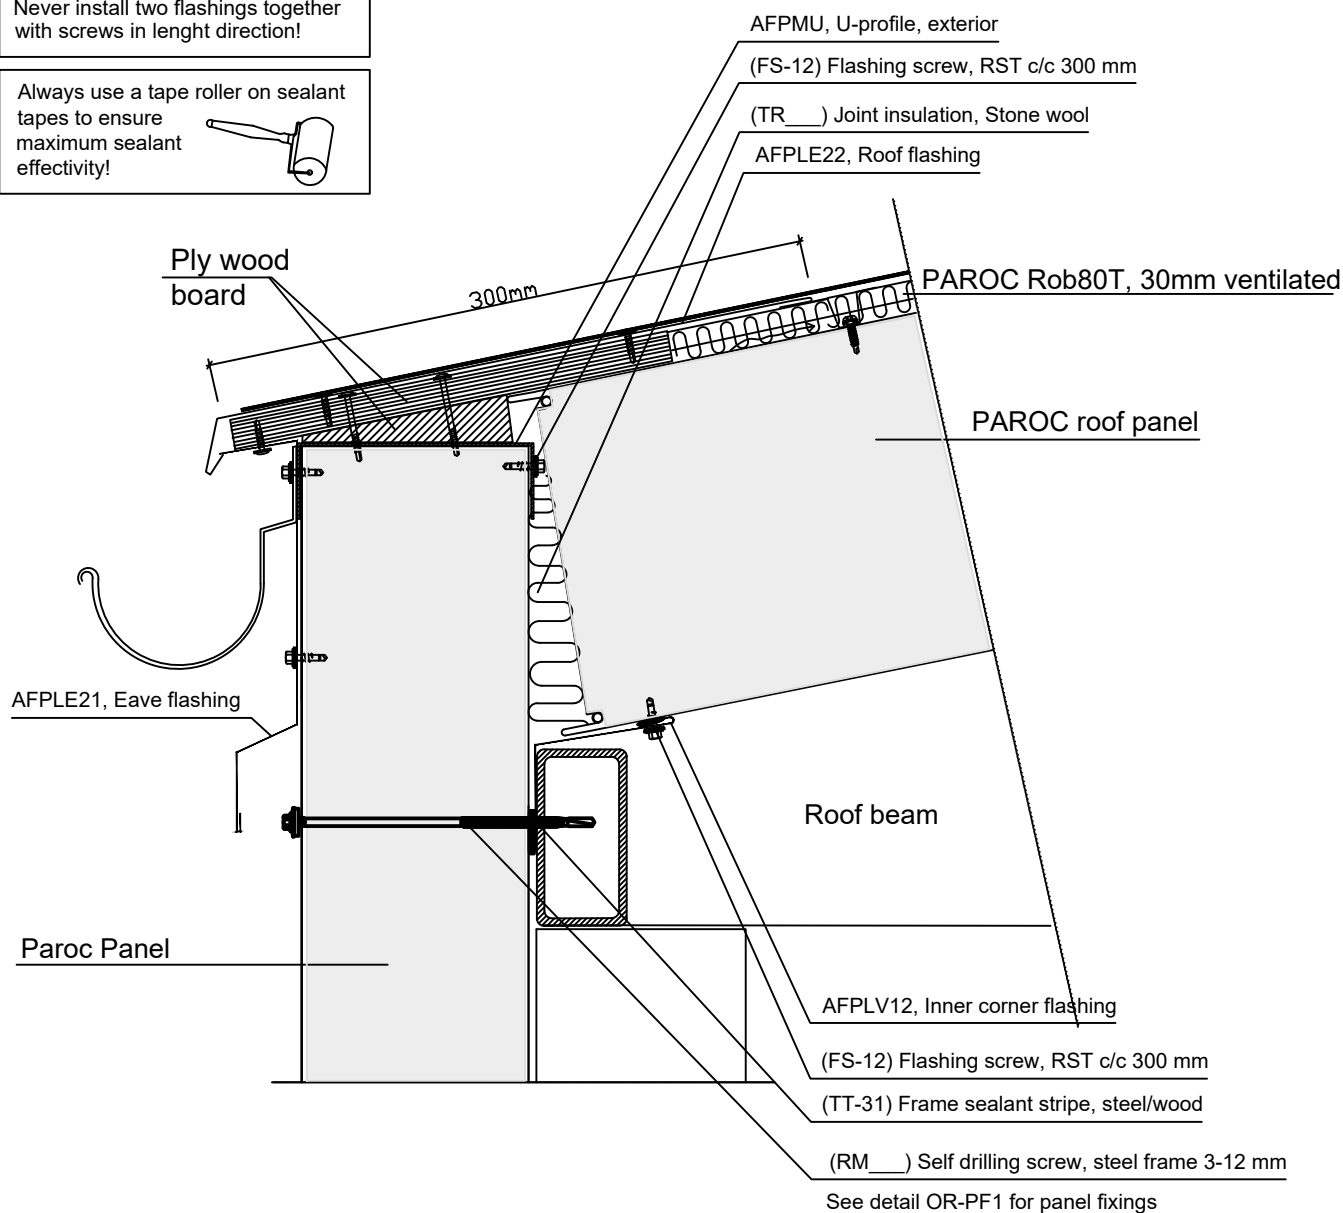 Never install two flashings together
with screws in lenght direction!
Always use a tape roller on sealant
tapes to ensure
maximum sealant
effectivity!
AFPMU, U-profile, exterior
(FS-12) Flashing screw, RST c/c 300 mm
(TR___) Joint insulation, Stone wool
AFPLE22, Roof flashing
Ply wood
board
300mm
PAROC Rob80T, 30mm ventilated
PAROC roof panel
AFPLE21, Eave flashing
Roof beam
Paroc Panel
AFPLV12, Inner corner flashing
(FS-12) Flashing screw, RST c/c 300 mm
(TT-31) Frame sealant stripe, steel/wood
(RM___) Self drilling screw, steel frame 3-12 mm
See detail OR-PF1 for panel fixings